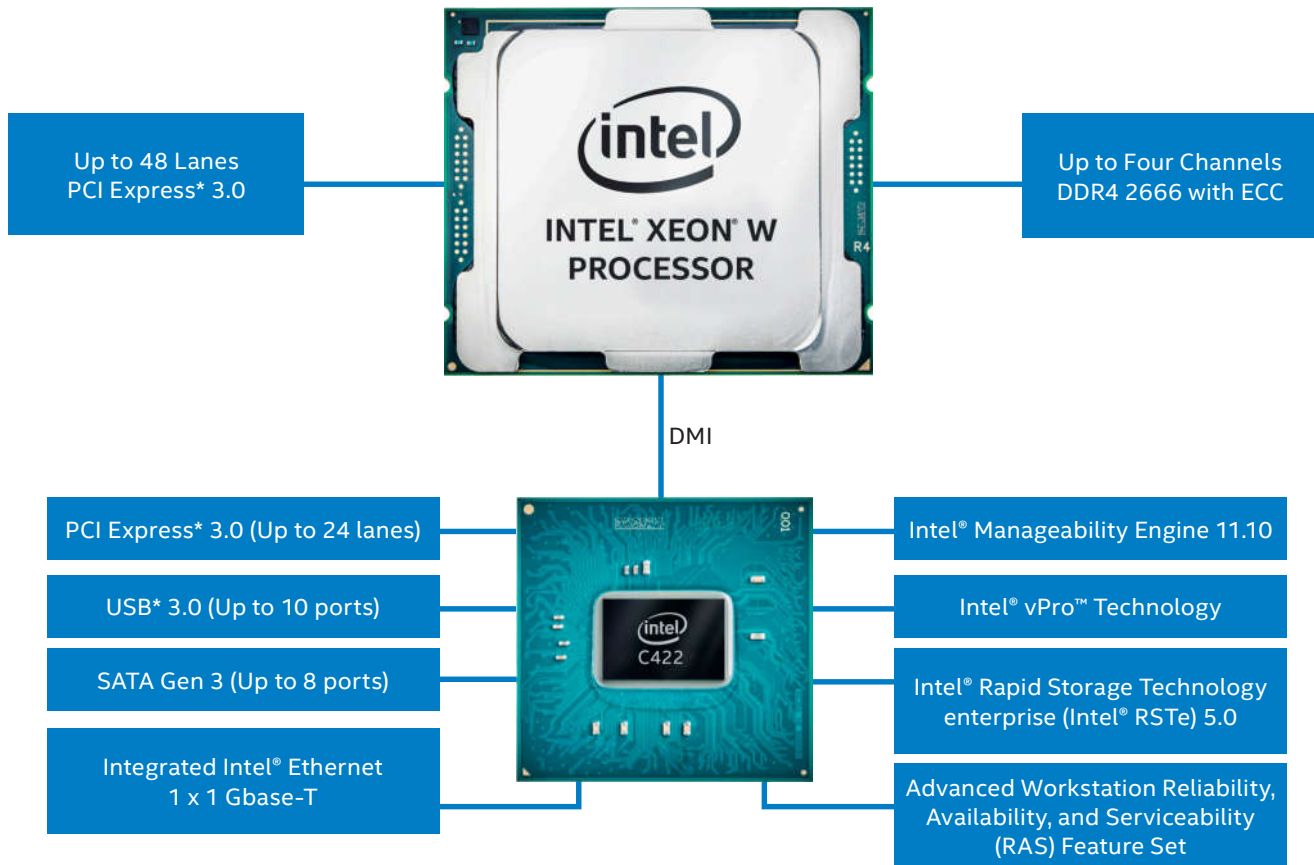 Up to 48 Lanes
PCI Express* 3.0
intel
INTEL® XEON® W
PROCESSOR
R4
Up to Four Channels
DDR4 2666 with ECC
DMI
PCI Express* 3.0 (Up to 24 lanes)
USB* 3.0 (Up to 10 ports)
SATA Gen 3 (Up to 8 ports)
Integrated Intel® Ethernet
1 x 1 Gbase-T
001
intel
C422
Intel® Manageability Engine 11.10
Intel® vPro™ Technology
Intel® Rapid Storage Technology
enterprise (Intel® RSTe) 5.0
Advanced Workstation Reliability,
Availability, and Serviceability
(RAS) Feature Set